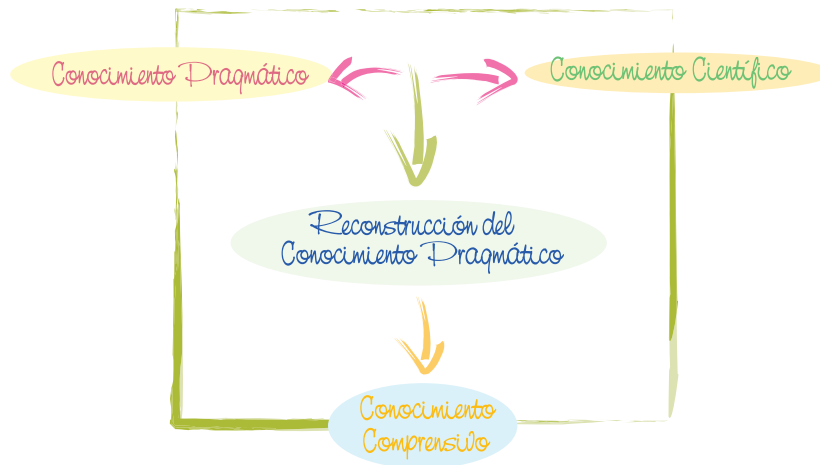 Conocimiento Pragmático
Conocimiento Científico
Reconstrucción del
Conocimiento Pragmático
Conocimiento
Comprensivo